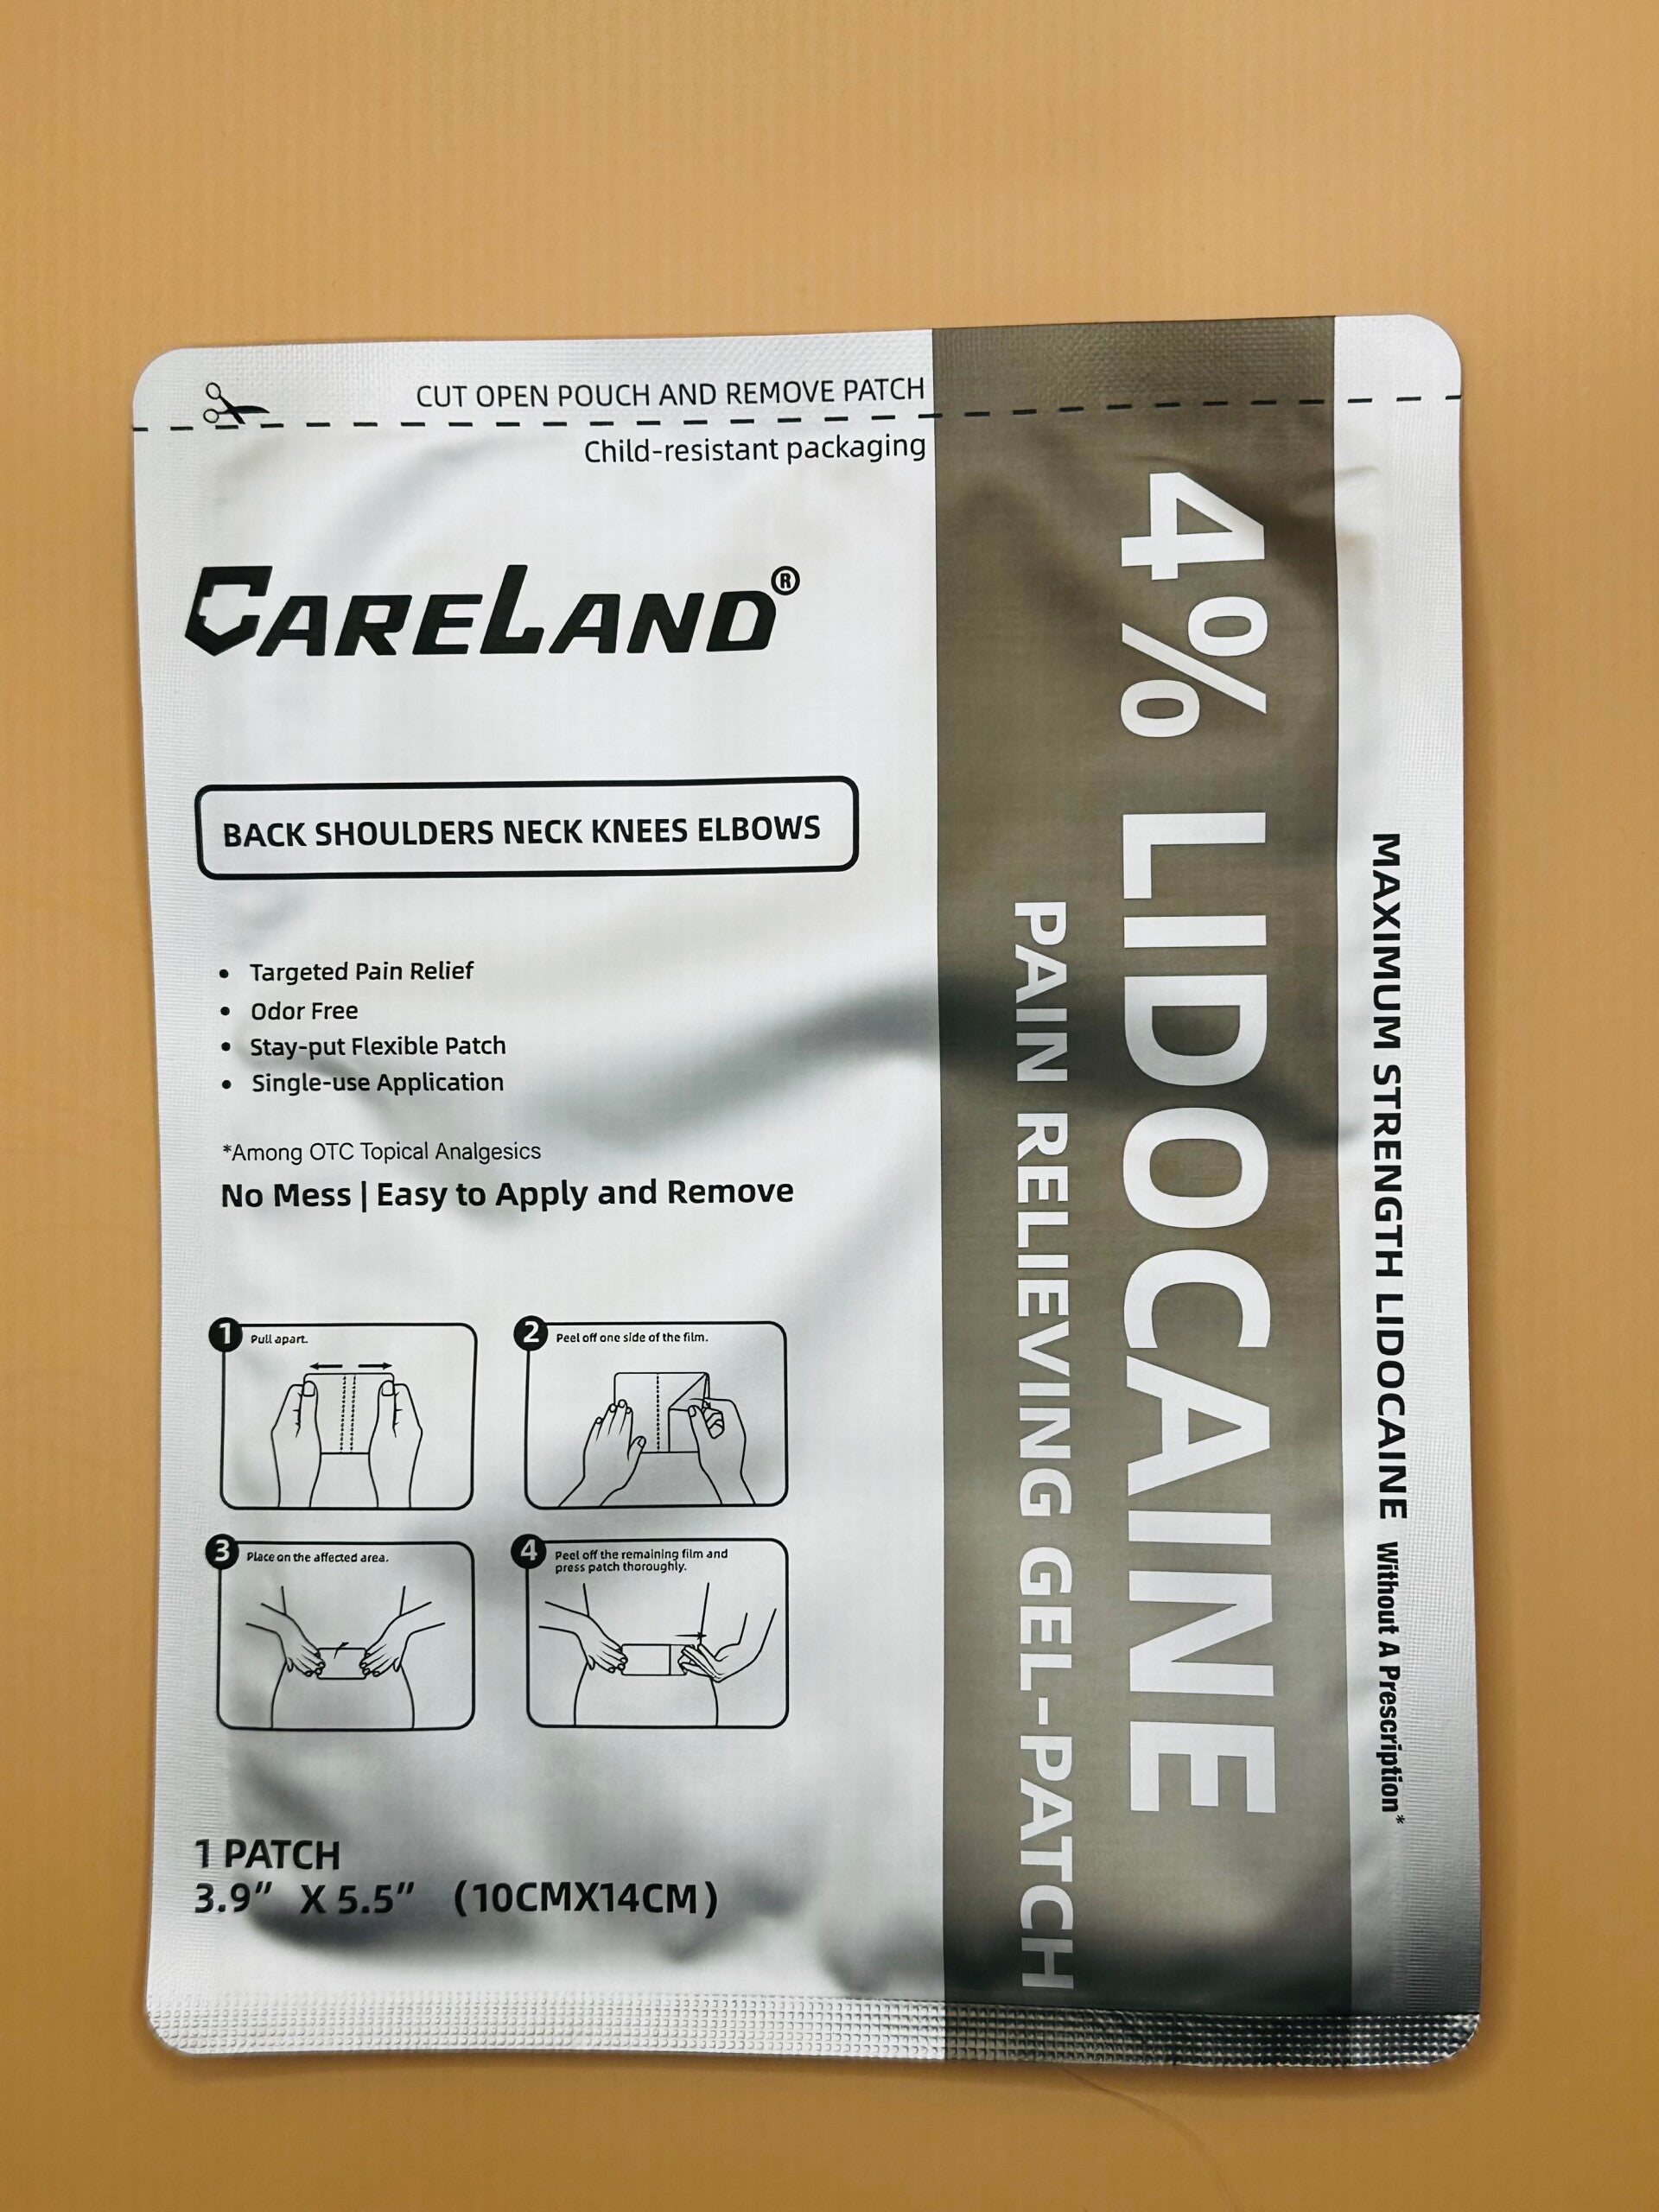 CUT OPEN POUCH AND REMOVE PATCH
Child-resistant packaging
CARELAND®
BACK SHOULDERS NECK KNEES ELBOWS
• Targeted Pain Relief
• Odor Free
• Stay-put Flexible Patch
• Single-use Application
*Among OTC Topical Analgesics
No Mess | Easy to Apply and Remove
1 Pull apart.
2 Peel off one side of the film.
3 Place on the affected area.
4 Peel off the remaining film and
press patch thoroughly.
1 PATCH
3.9” X 5.5” (10CMX14CM)
4% LIDOCAINE
PAIN RELIEVING GEL-PATCH
MAXIMUM STRENGTH LIDOCAINE Without A Prescription*